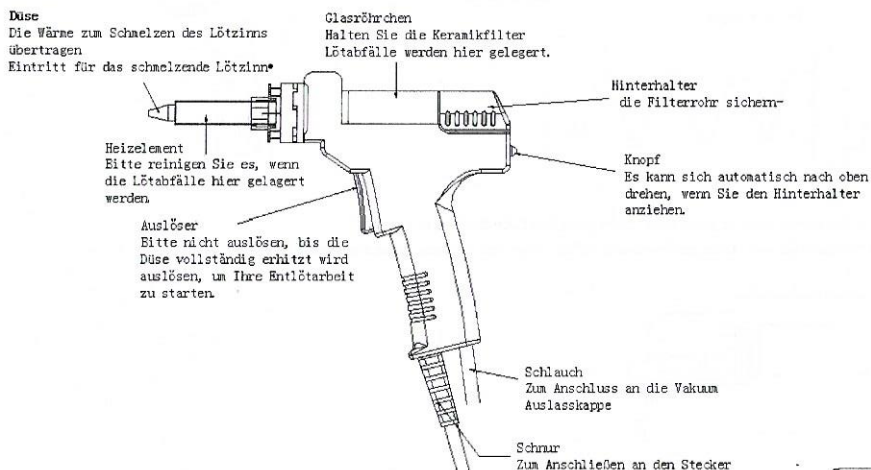 Düse
Die Wärme zum Schmelzen des Lötzinns
übertragen
Eintritt für das schmelzende Lötzinn•
Glasröhrchen
Halten Sie die Keramikfilter
Lötabfälle werden hier gelegert.
Hinterhalter
die Filterrohr sichern-
Heizelement
Bitte reinigen Sie es, wenn
die Lötabfälle hier gelagert
werden.
Knopf
Es kann sich automatisch nach oben
drehen, wenn Sie den Hinterhalter
anziehen.
Auslöser
Bitte nicht auslösen, bis die
Düse vollständig erhitzt wird
auslösen, um Ihre Entlötarbeit
zu starten.
Schlauch
Zum Anschluss an die Vakuum
Auslasskappe
Schnur
Zum Anschließen an den Stecker